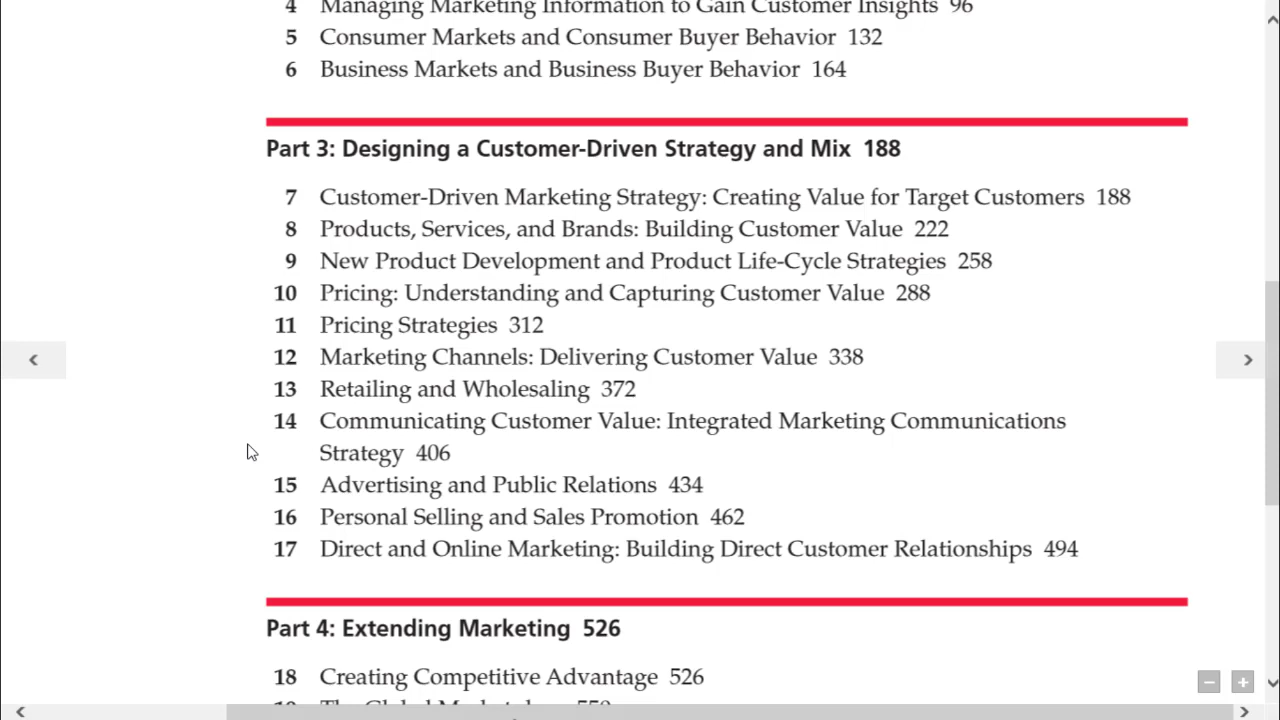 4 Managing Marketing Information to Gain Customer Insights 96
5 Consumer Markets and Consumer Buyer Behavior 132
6 Business Markets and Business Buyer Behavior 164
Part 3: Designing a Customer-Driven Strategy and Mix 188
7 Customer-Driven Marketing Strategy: Creating Value for Target Customers 188
8 Products, Services, and Brands: Building Customer Value 222
9 New Product Development and Product Life-Cycle Strategies 258
10 Pricing: Understanding and Capturing Customer Value 288
11 Pricing Strategies 312
12 Marketing Channels: Delivering Customer Value 338
13 Retailing and Wholesaling 372
14 Communicating Customer Value: Integrated Marketing Communications
Strategy 406
15 Advertising and Public Relations 434
16 Personal Selling and Sales Promotion 462
17 Direct and Online Marketing: Building Direct Customer Relationships 494
Part 4: Extending Marketing 526
18 Creating Competitive Advantage 526